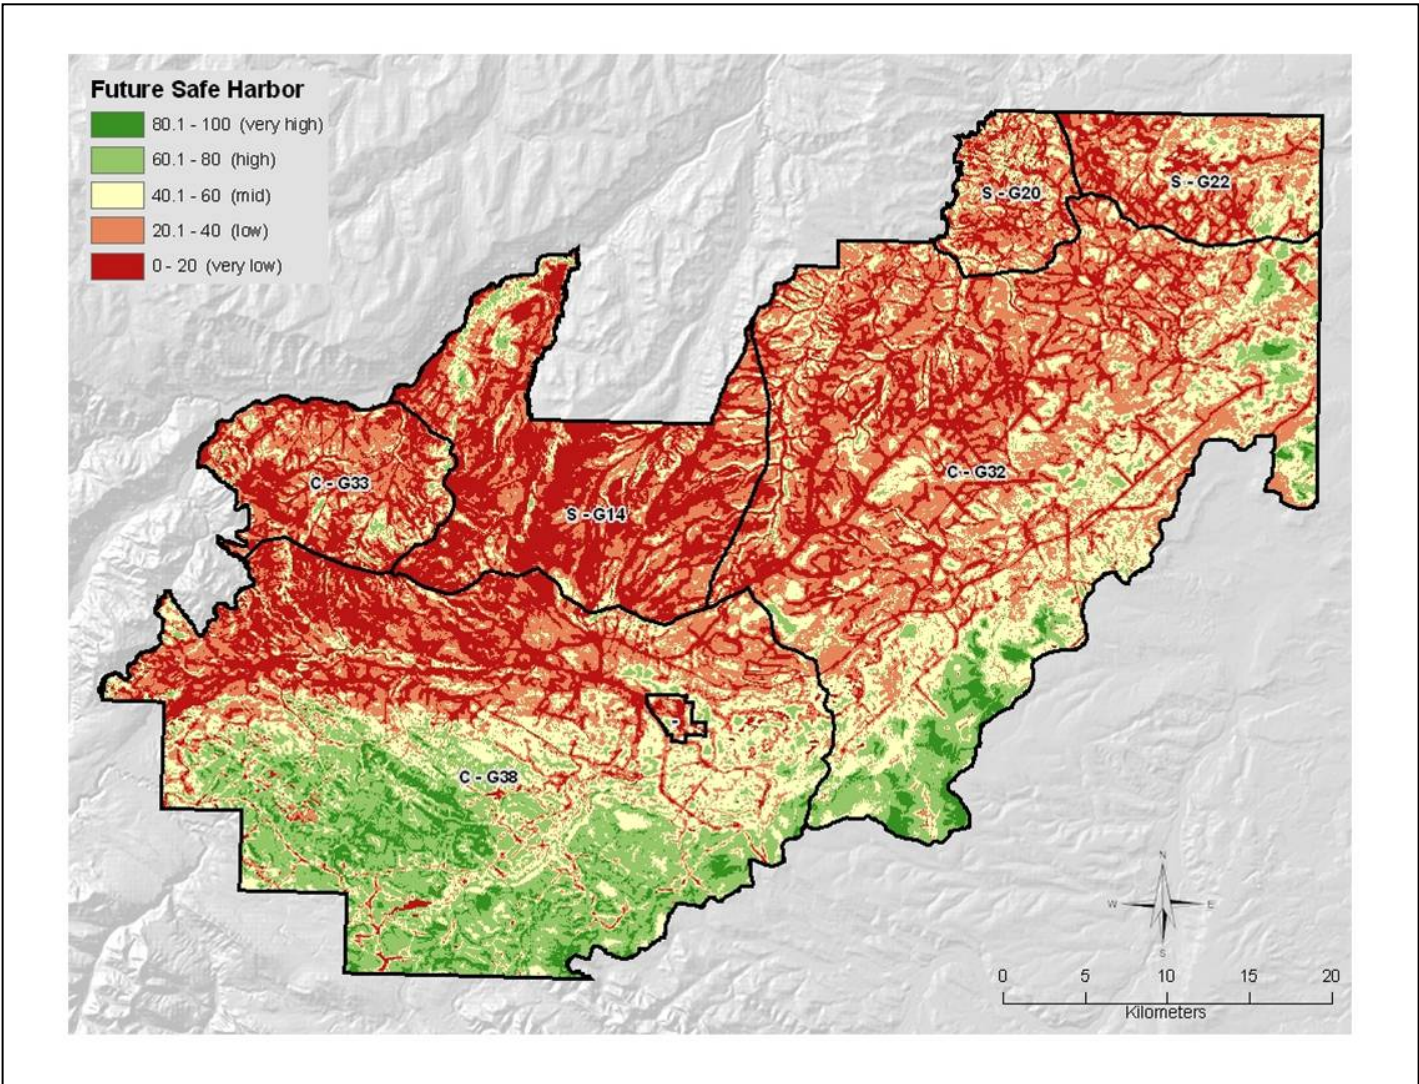 Future Safe Harbor
80.1 - 100 (very high)
60.1 - 80 (high)
40.1 - 60 (mid)
20.1 - 40 (low)
0 - 20 (very low)
S - G20
S - G22
C - G33
S - G14
C - G32
-
C - G38
N
W E
S
0 5 10 15 20
Kilometers